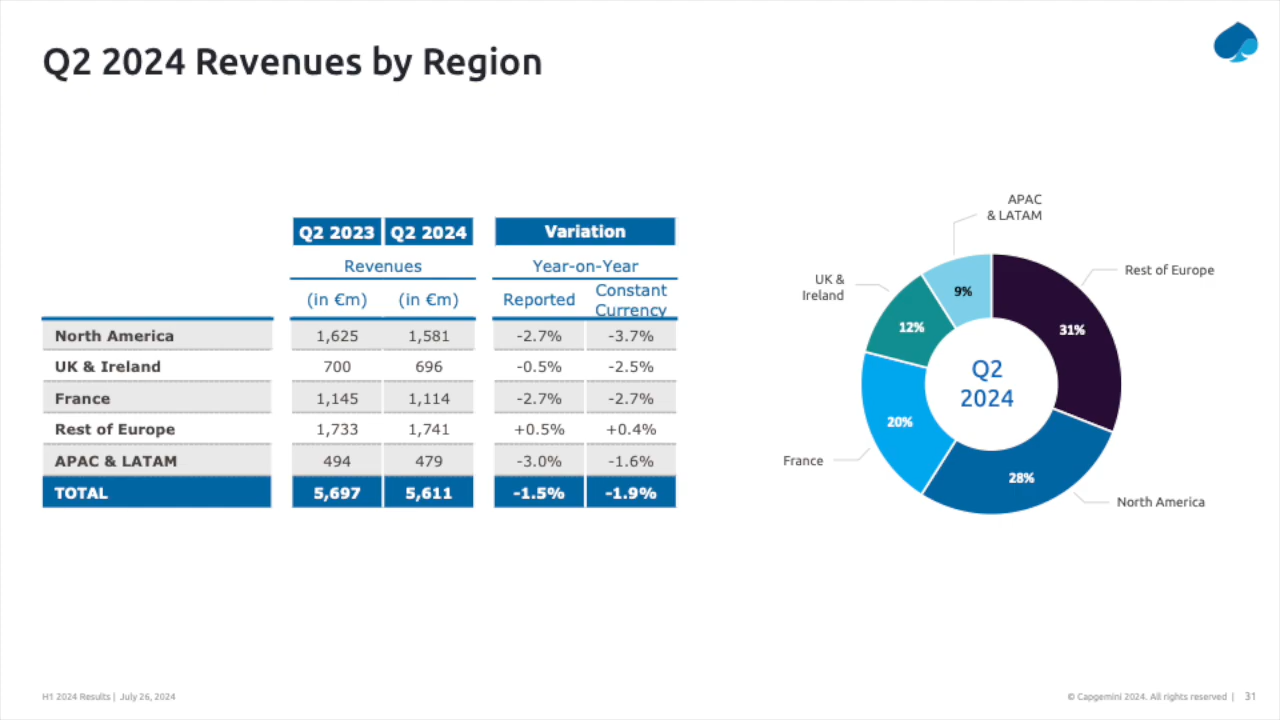 Q2 2024 Revenues by Region
Q2 2023 Q2 2024 Variation
Revenues Year-on-Year
(in €m) (in €m) Reported Constant Currency
North America 1,625 1,581 -2.7% -3.7%
UK & Ireland 700 696 -0.5% -2.5%
France 1,145 1,114 -2.7% -2.7%
Rest of Europe 1,733 1,741 +0.5% +0.4%
APAC & LATAM 494 479 -3.0% -1.6%
TOTAL 5,697 5,611 -1.5% -1.9%
APAC
& LATAM
Rest of Europe
UK &
Ireland
9%
12%
31%
Q2
2024
20%
France
28%
North America
H1 2024 Results | July 26, 2024
© Capgemini 2024. All rights reserved | 31